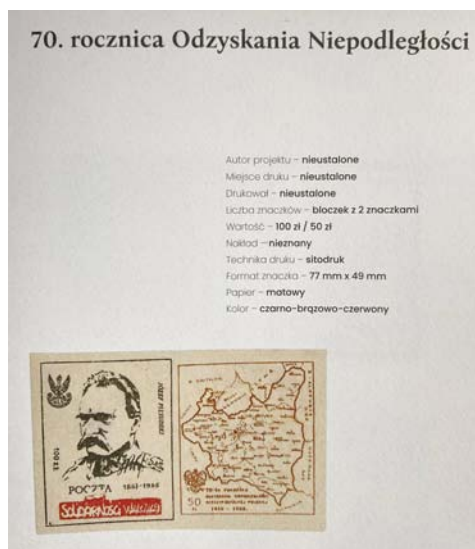 70. rocznica Odzyskania Niepodległości
Autor projektu – nieustalone
Miejsce druku – nieustalone
Drukował – nieustalone
Liczba znaczków – bloczek z 2 znaczkami
Wartość – 100 zł / 50 zł
Nakład – nieznany
Technika druku – sitodruk
Format znaczka – 77 mm x 49 mm
Papier – matowy
Kolor – czarno-brązowo-czerwony
JÓZEF PIŁSUDSKI
100 ZŁ
POCZTA
SOLIDARNOŚĆ WALCZĄCA
50
1918 - 1988